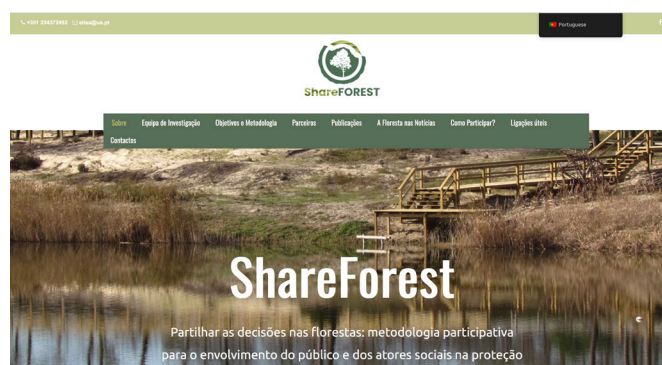 +351 234372482 elisa@ua.pt
Portuguese
ShareFOREST
Sobre Equipa de Investigação Objetivos e Metodologia Parceiros Publicações A Floresta nas Notícias Como Participar? Ligações úteis
Contactos
ShareForest
Partilhar as decisões nas florestas: metodologia participativa
para o envolvimento do público e dos atores sociais na proteção